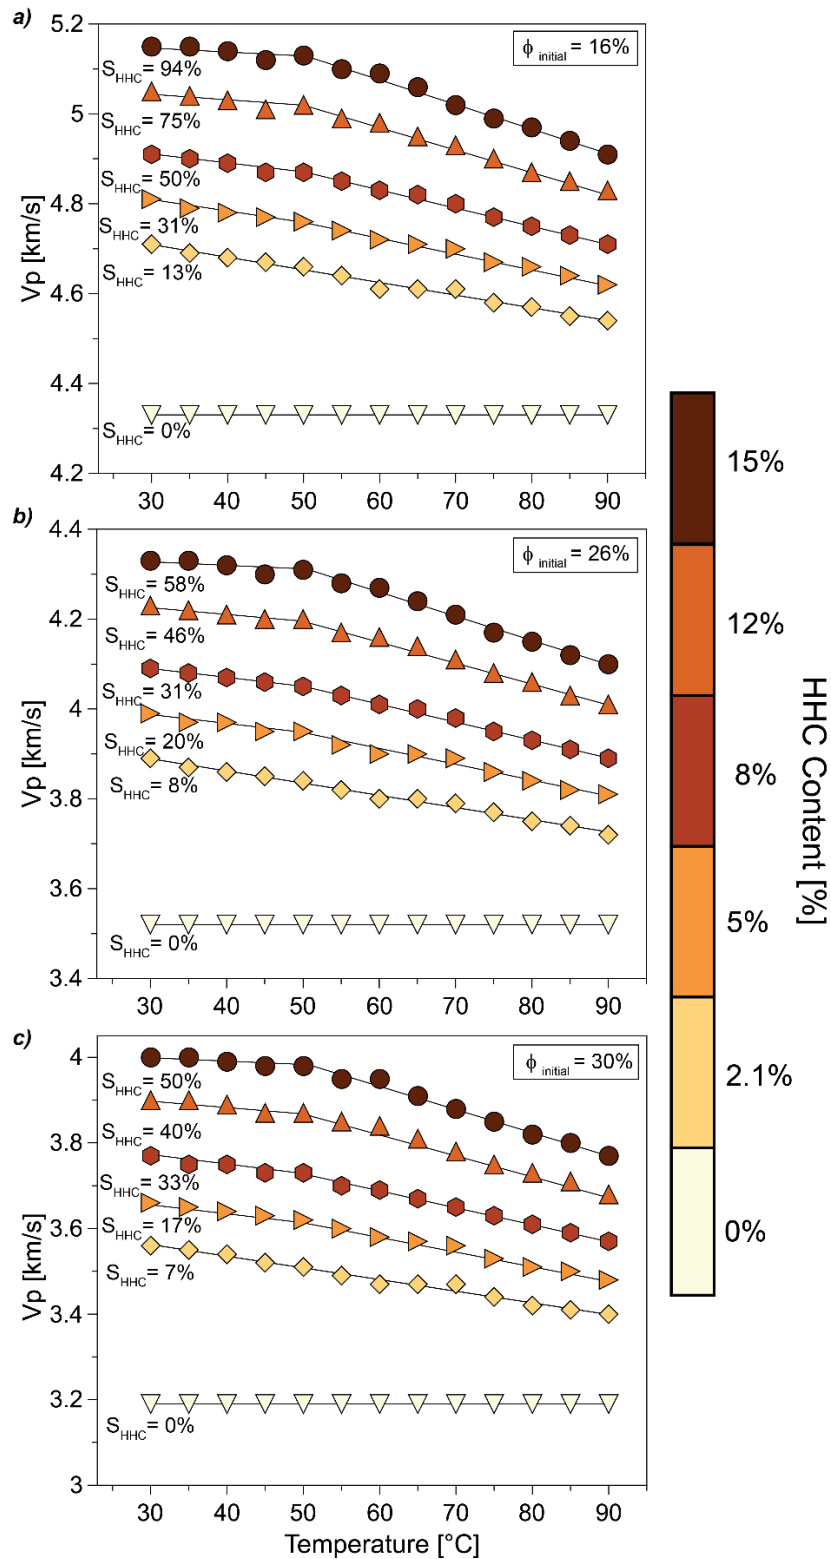 a)
5.2
5
4.8
4.6
4.4
4.2
Vp [km/s]
ϕ initial = 16%
S_HHC = 94%
S_HHC = 75%
S_HHC = 50%
S_HHC = 31%
S_HHC = 13%
S_HHC = 0%
30 40 50 60 70 80 90
b)
4.4
4.2
4
3.8
3.6
3.4
Vp [km/s]
ϕ initial = 26%
S_HHC = 58%
S_HHC = 46%
S_HHC = 31%
S_HHC = 20%
S_HHC = 8%
S_HHC = 0%
30 40 50 60 70 80 90
c)
4
3.8
3.6
3.4
3.2
3
Vp [km/s]
ϕ initial = 30%
S_HHC = 50%
S_HHC = 40%
S_HHC = 33%
S_HHC = 17%
S_HHC = 7%
S_HHC = 0%
30 40 50 60 70 80 90
Temperature [°C]
15%
12%
8%
5%
2.1%
0%
HHC Content [%]